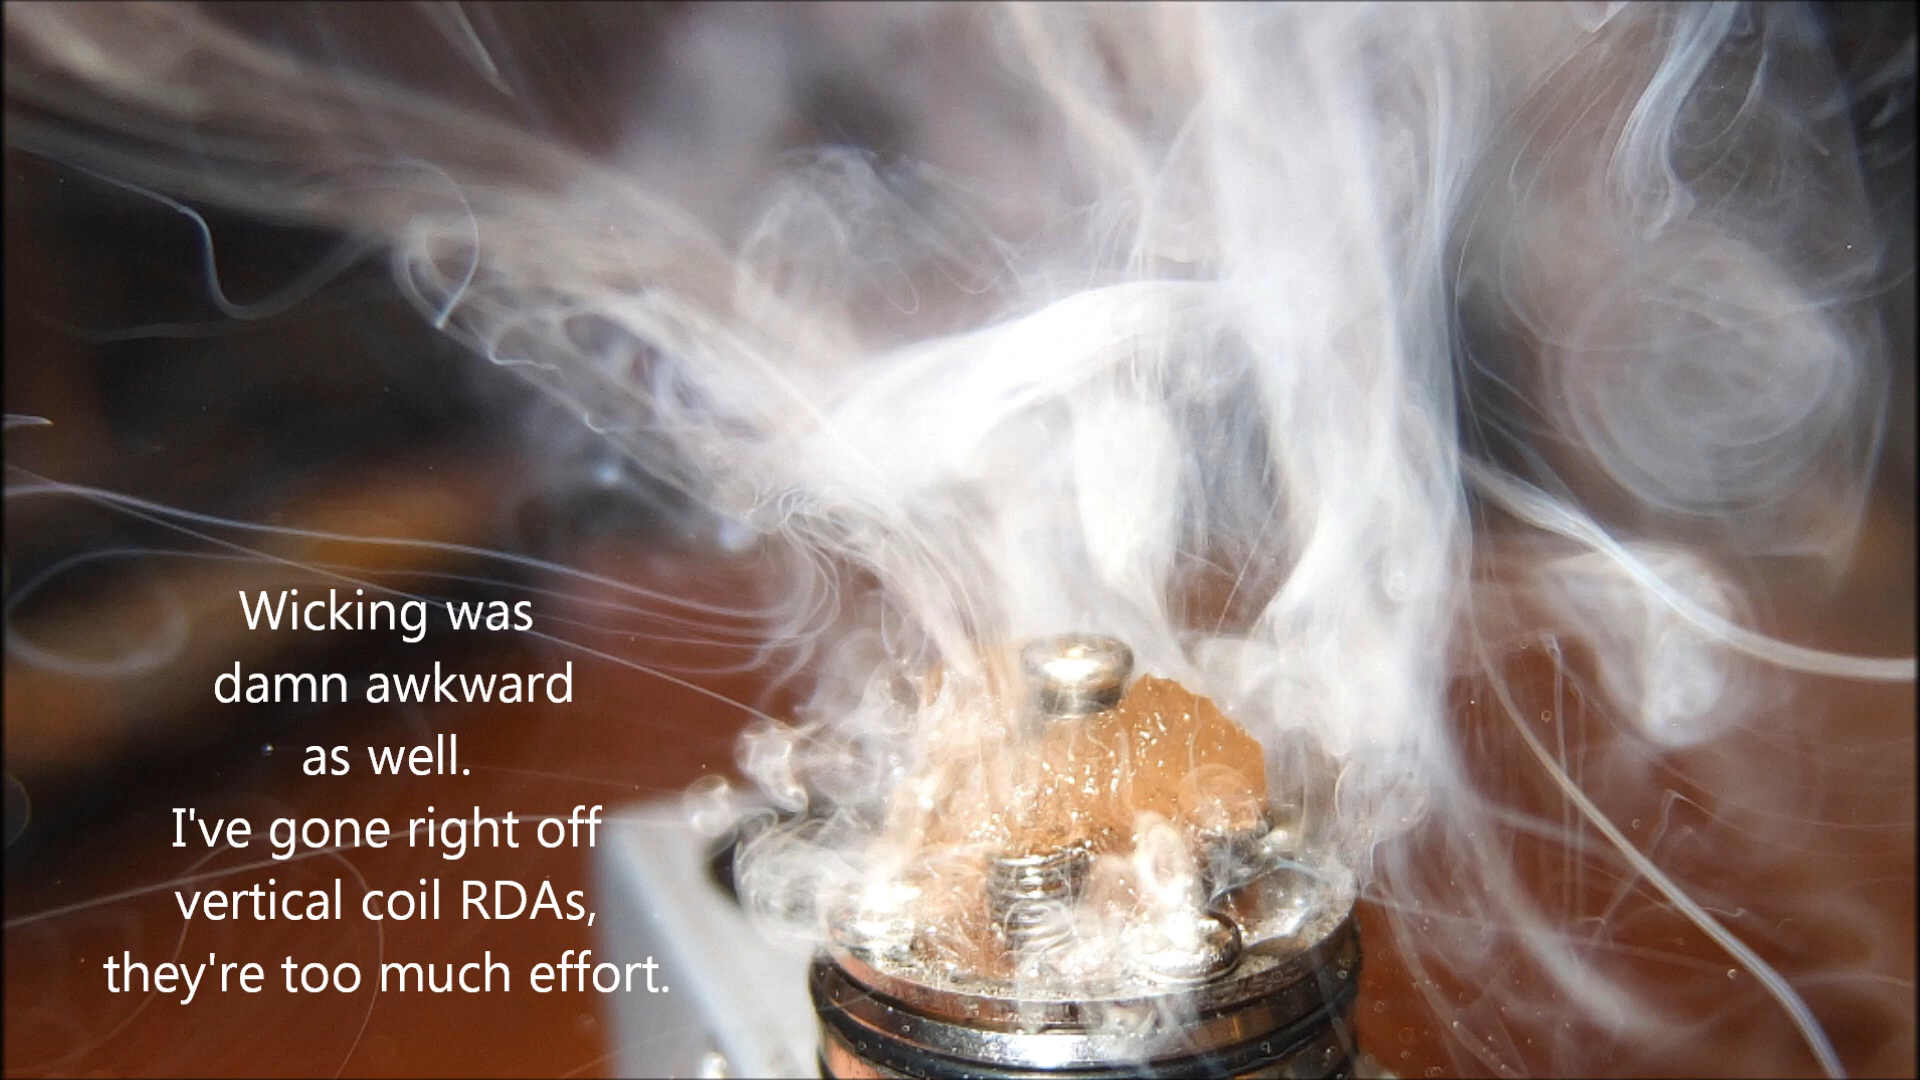 Wicking was
damn awkward
as well.
I've gone right off
vertical coil RDAs,
they're too much effort.